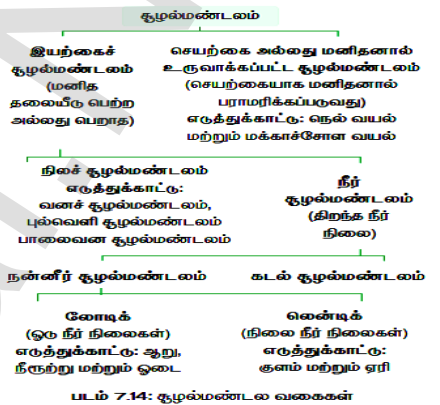 சூழல்மண்டலம்
இயற்கைச்
சூழல்மண்டலம்
(மனித
தலையீடு பெற்ற
அல்லது பெறாத)
செயற்கை அல்லது மனிதனால்
உருவாக்கப்பட்ட சூழல்மண்டலம்
(செயற்கையாக மனிதனால்
பராமரிக்கப்படுவது)
எடுத்துக்காட்டு: நெல் வயல்
மற்றும் மக்காச்சோள வயல்
நிலச் சூழல்மண்டலம்
எடுத்துக்காட்டு:
வனச் சூழல்மண்டலம்,
புல்வெளி சூழல்மண்டலம்
பாலைவன சூழல்மண்டலம்
நீர்
சூழல்மண்டலம்
(திறந்த நீர்
நிலை)
நன்னீர் சூழல்மண்டலம்
கடல் சூழல்மண்டலம்
லோடிக்
(ஓடு நீர் நிலைகள்)
எடுத்துக்காட்டு: ஆறு,
நீரூற்று மற்றும் ஓடை
லென்டிக்
(நிலை நீர் நிலைகள்)
எடுத்துக்காட்டு:
குளம் மற்றும் ஏரி
படம் 7.14: சூழல்மண்டல வகைகள்